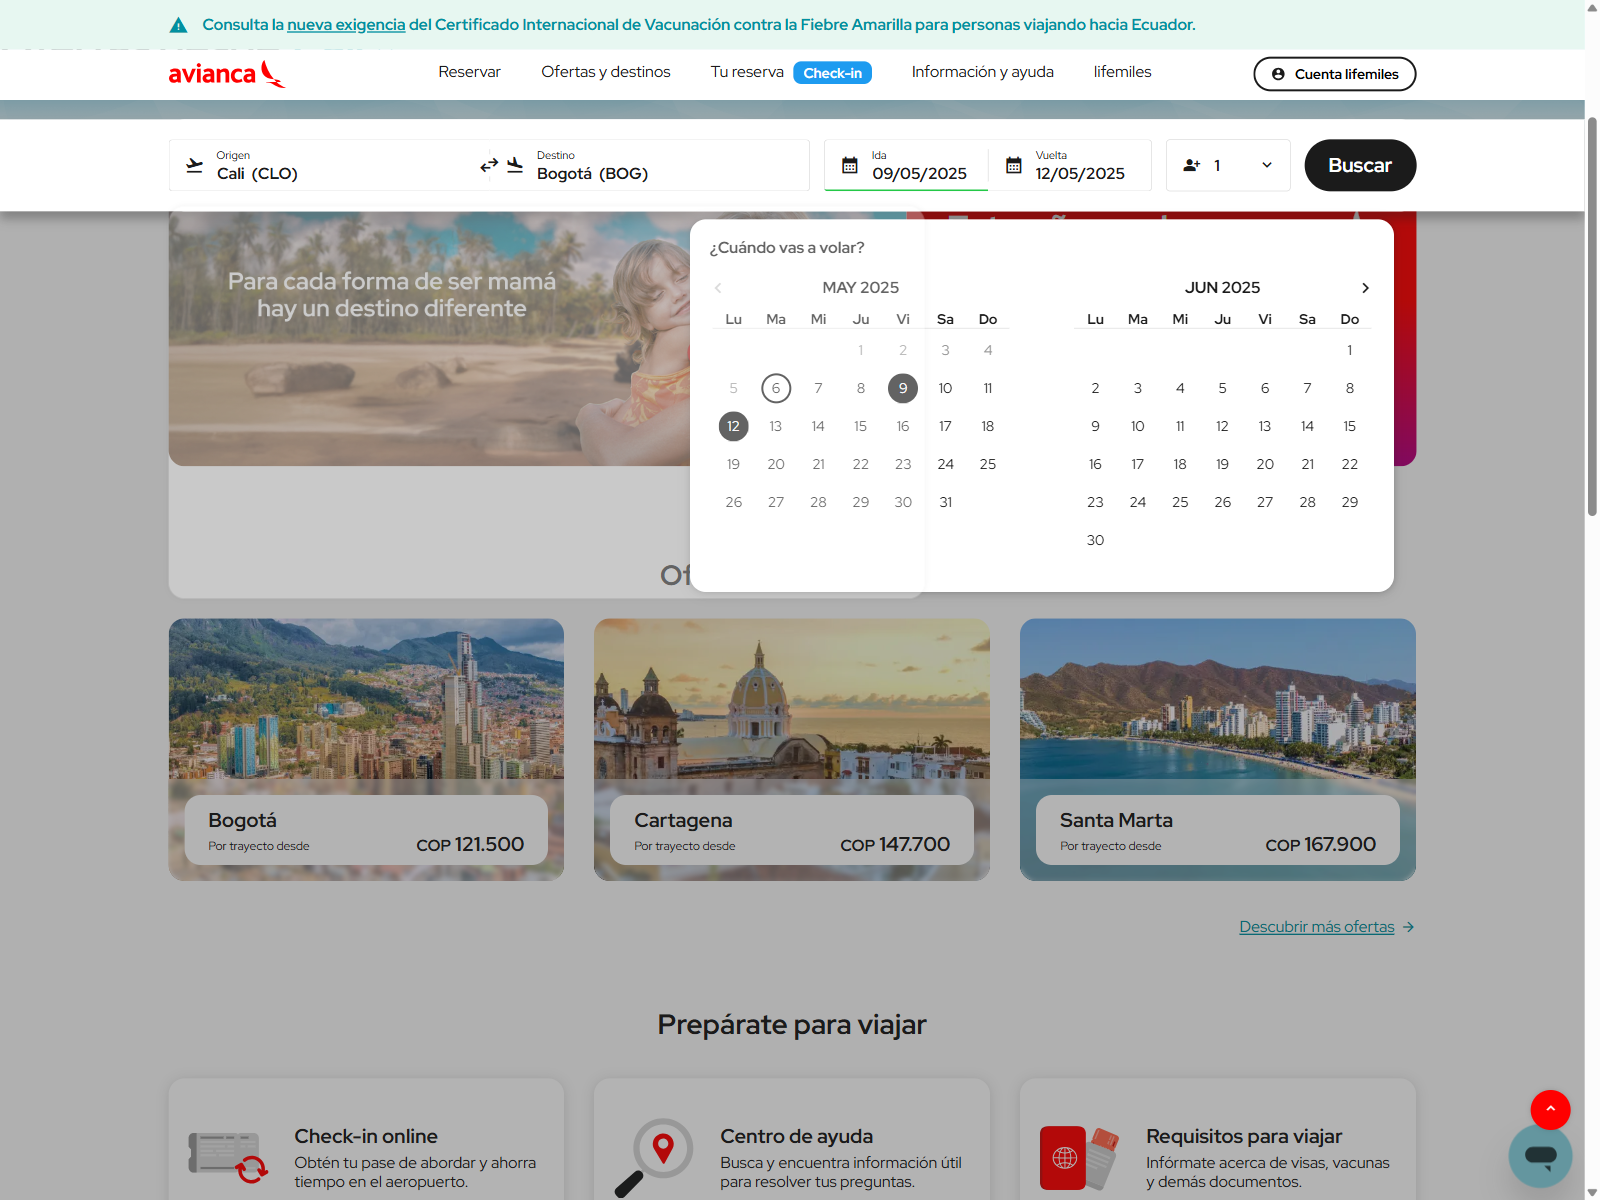 Consulta la nueva exigencia del Certificado Internacional de Vacunación contra la Fiebre Amarilla para personas viajando hacia Ecuador.
avianca
Reservar
Ofertas y destinos
Tu reserva
Check-in
Información y ayuda
lifemiles
Cuenta lifemiles
Origen
Cali (CLO)
Destino
Bogotá (BOG)
Ida
09/05/2025
Vuelta
12/05/2025
1
Buscar
Para cada forma de ser mamá
hay un destino diferente
¿Cuándo vas a volar?
MAY 2025
Lu Ma Mi Ju Vi Sa Do
1 2 3 4
5 6 7 8 9 10 11
12 13 14 15 16 17 18
19 20 21 22 23 24 25
26 27 28 29 30 31
JUN 2025
Lu Ma Mi Ju Vi Sa Do
1
2 3 4 5 6 7 8
9 10 11 12 13 14 15
16 17 18 19 20 21 22
23 24 25 26 27 28 29
30
Of
Bogotá
Por trayecto desde
COP 121.500
Cartagena
Por trayecto desde
COP 147.700
Santa Marta
Por trayecto desde
COP 167.900
Descubrir más ofertas
Prepárate para viajar
Check-in online
Obtén tu pase de abordar y ahorra
tiempo en el aeropuerto.
Centro de ayuda
Busca y encuentra información útil
para resolver tus preguntas.
Requisitos para viajar
Infórmate acerca de visas, vacunas
y demás documentos.